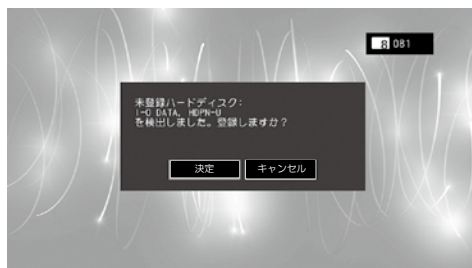 8 081
未登録ハードディスク:
I-O DATA, HDPN-U
を検出しました。登録しますか?
決定 キャンセル